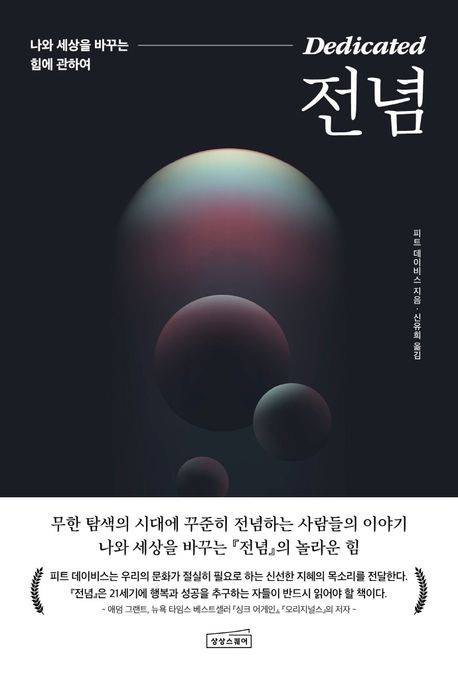 나와 세상을 바꾸는
힘에 관하여
Dedicated
전념
피트 데이비스 지음 · 신유희 옮김
무한 탐색의 시대에 꾸준히 전념하는 사람들의 이야기
나와 세상을 바꾸는 『전념』의 놀라운 힘
피트 데이비스는 우리의 문화가 절실히 필요로 하는 신선한 지혜의 목소리를 전달한다.
『전념』은 21세기에 행복과 성공을 추구하는 자들이 반드시 읽어야 할 책이다.
- 애덤 그랜트, 뉴욕 타임스 베스트셀러 『싱크 어게인』, 『오리지널스』의 저자 -
상상스퀘어